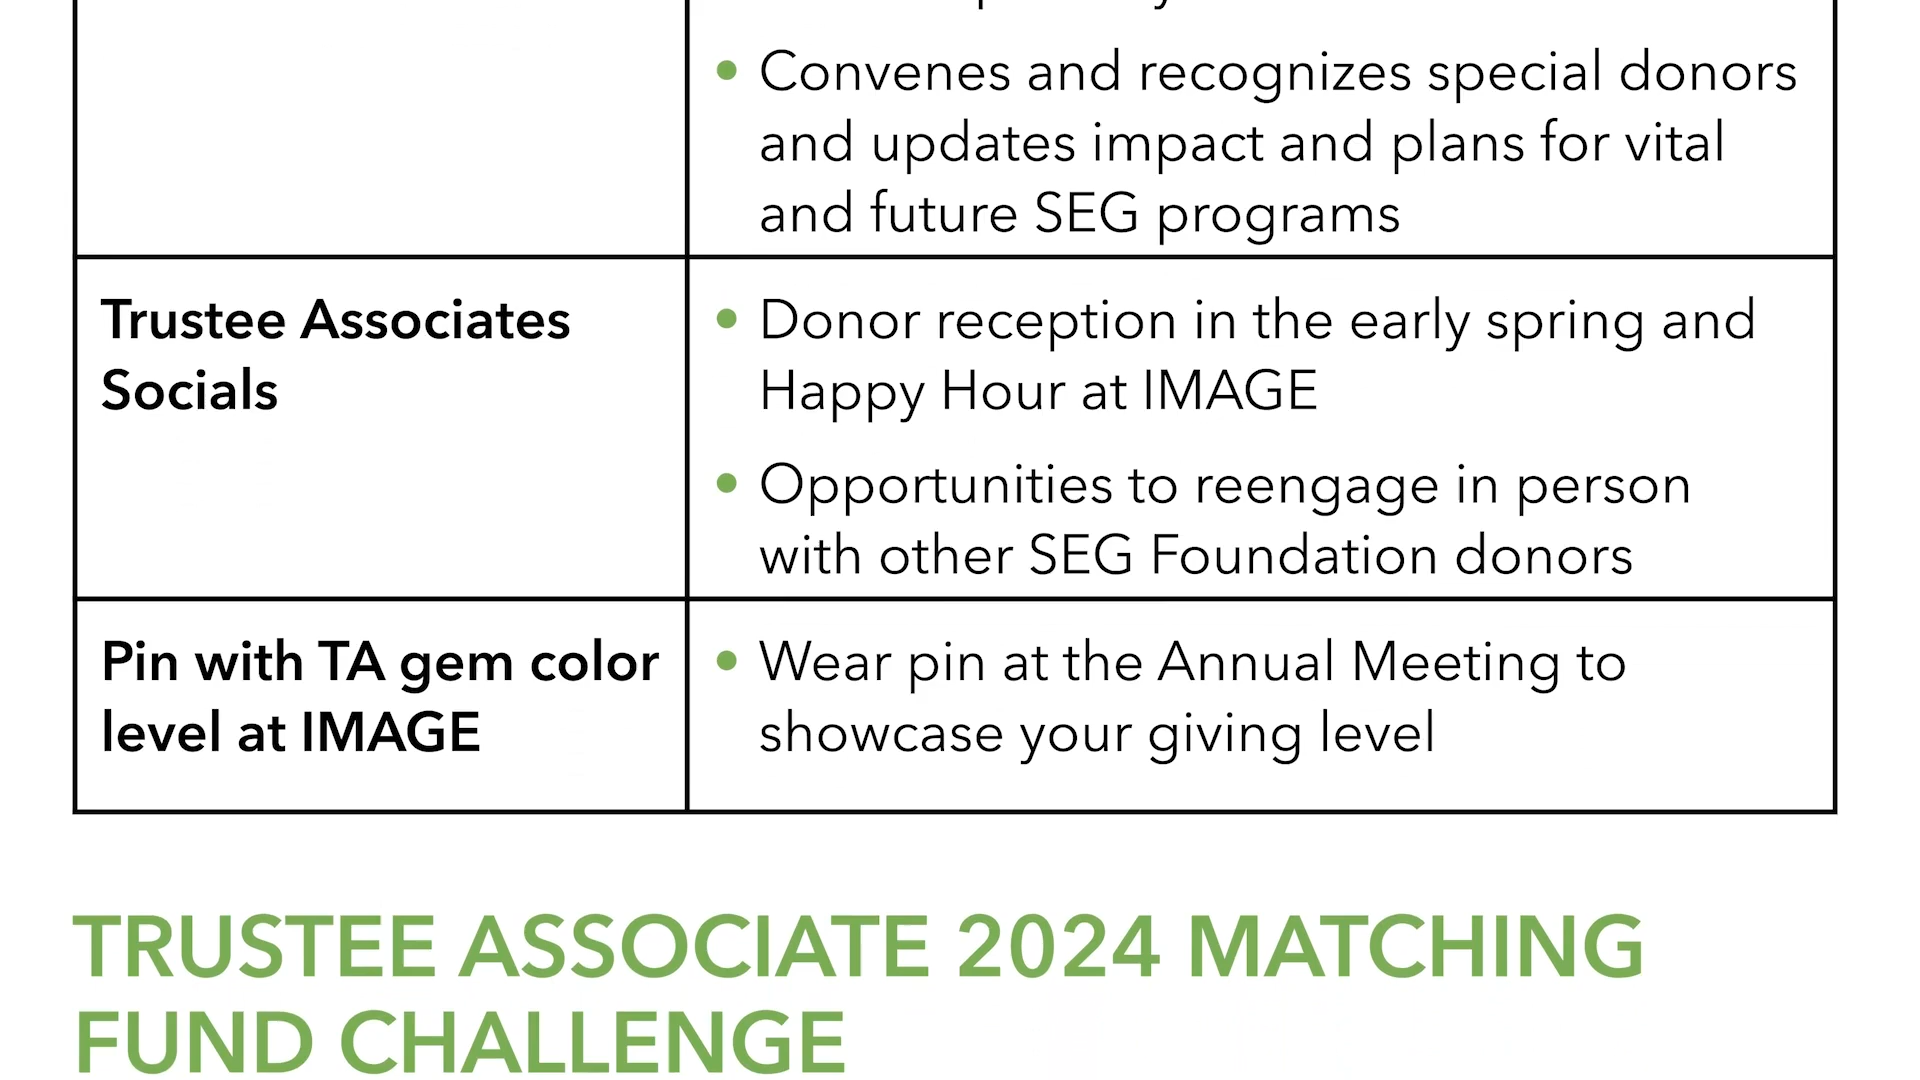 • Convenes and recognizes special donors
and updates impact and plans for vital
and future SEG programs
Trustee Associates
Socials
• Donor reception in the early spring and
Happy Hour at IMAGE
• Opportunities to reengage in person
with other SEG Foundation donors
Pin with TA gem color
level at IMAGE
• Wear pin at the Annual Meeting to
showcase your giving level
TRUSTEE ASSOCIATE 2024 MATCHING
FUND CHALLENGE